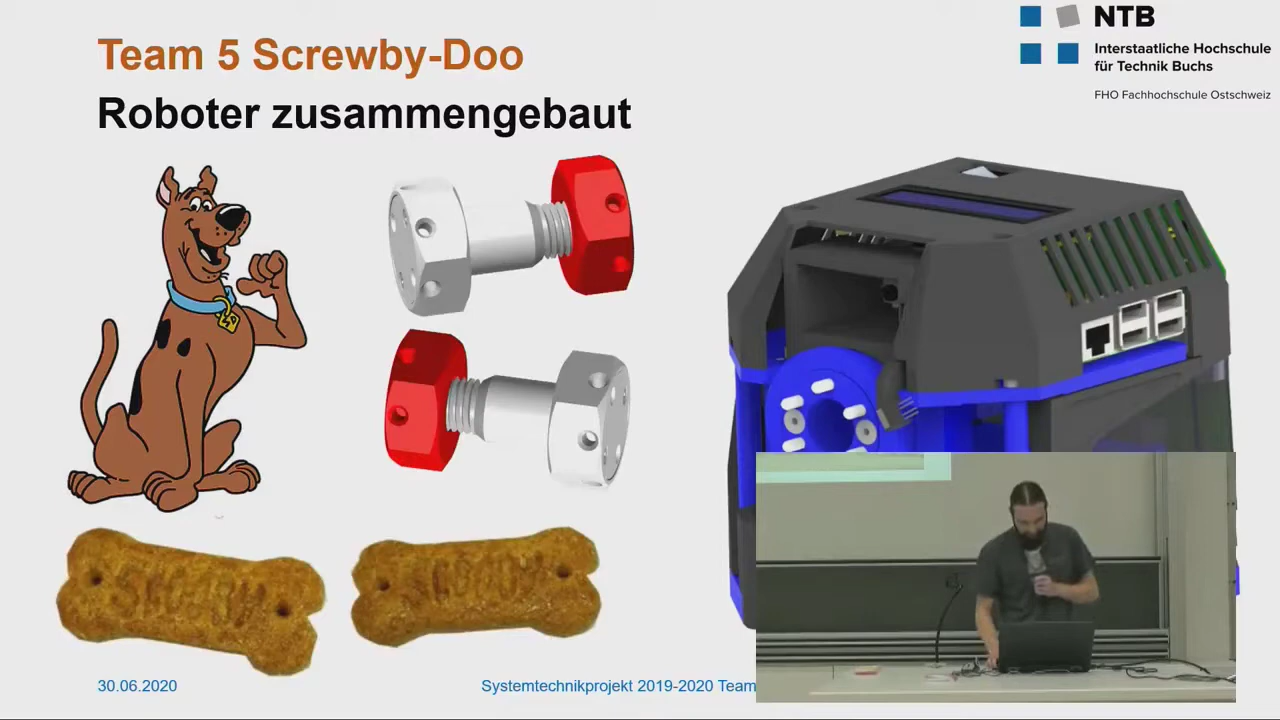 Team 5 Screwby-Doo
Roboter zusammengebaut
NTB
Interstaatliche Hochschule
für Technik Buchs
FHO Fachhochschule Ostschweiz
30.06.2020
Systemtechnikprojekt 2019-2020 Team